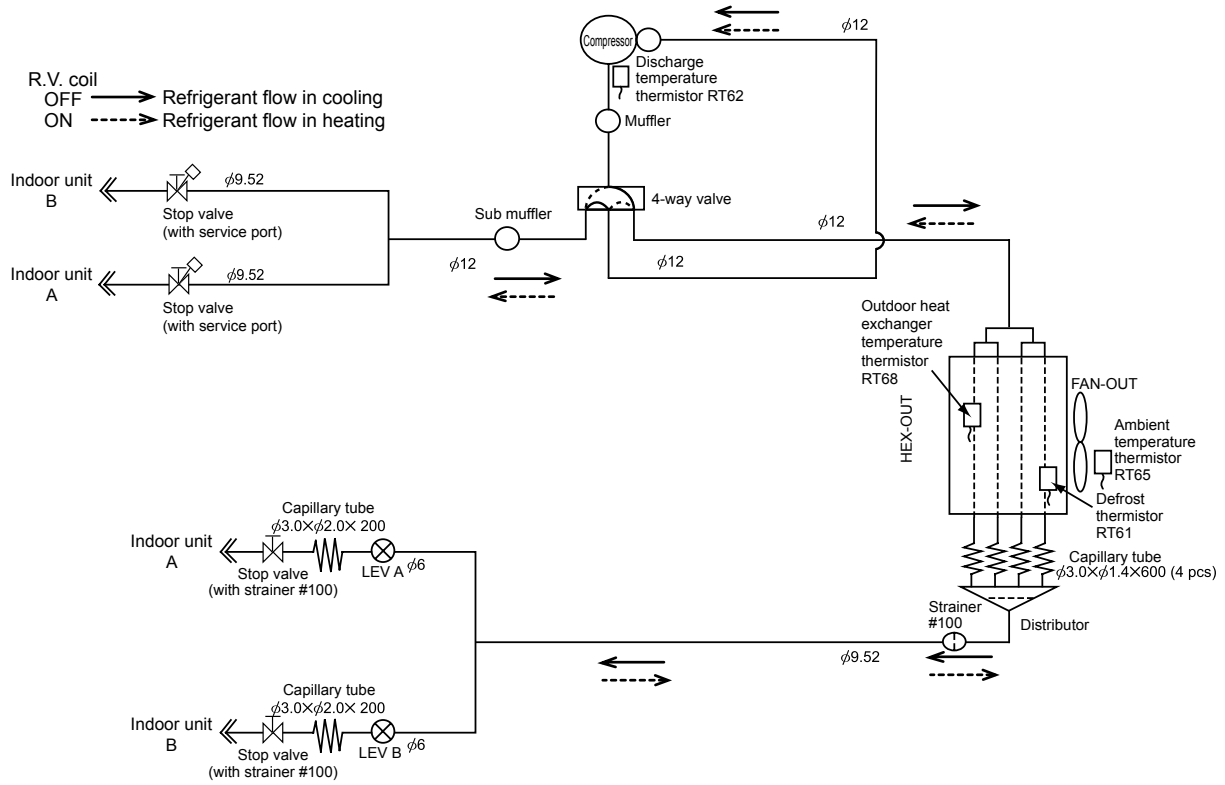 R.V. coil
OFF Refrigerant flow in cooling
ON Refrigerant flow in heating
Compressor
ϕ12
Discharge
temperature
thermistor RT62
Muffler
4-way valve
Indoor unit
B
ϕ9.52
Stop valve
(with service port)
Sub muffler
ϕ12
ϕ12
ϕ12
Indoor unit
A
ϕ9.52
Stop valve
(with service port)
Outdoor heat
exchanger
temperature
thermistor
RT68
HEX-OUT
FAN-OUT
Ambient
temperature
thermistor
RT65
Defrost
thermistor
RT61
Capillary tube
ϕ3.0×ϕ1.4×600 (4 pcs)
Strainer
#100
Distributor
ϕ9.52
Capillary tube
ϕ3.0×ϕ2.0× 200
Indoor unit
A
Stop valve
(with strainer #100)
LEV A
ϕ6
Capillary tube
ϕ3.0×ϕ2.0× 200
Indoor unit
B
Stop valve
(with strainer #100)
LEV B
ϕ6